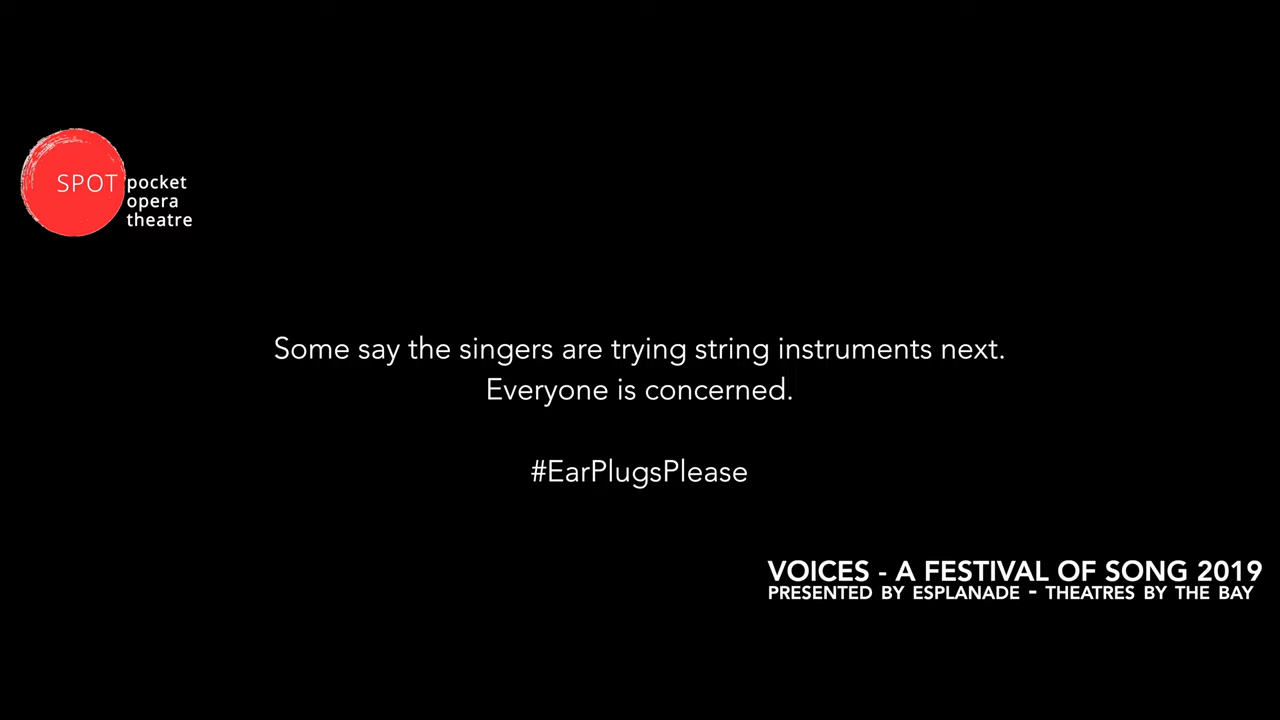 SPOT pocket
opera
theatre
Some say the singers are trying string instruments next.
Everyone is concerned.
#EarPlugsPlease
VOICES - A FESTIVAL OF SONG 2019
PRESENTED BY ESPLANADE - THEATRES BY THE BAY